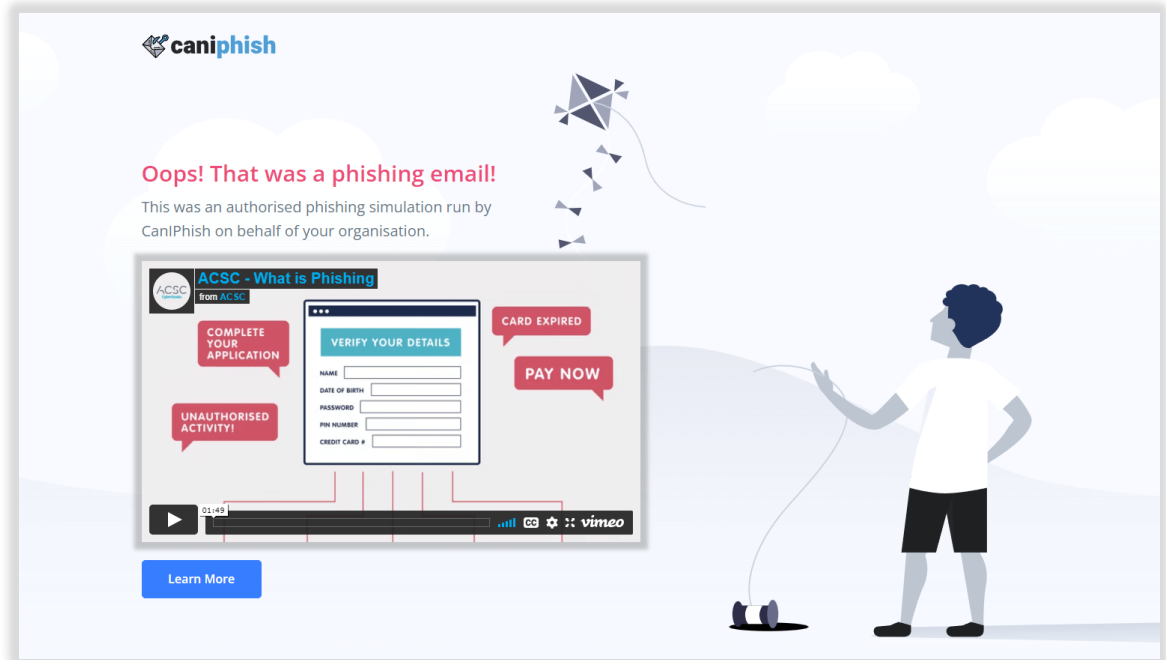 caniphish
Oops! That was a phishing email!
This was an authorised phishing simulation run by
CanIPhish on behalf of your organisation.
ACSC
ACSC - What is Phishing
from ACSC
COMPLETE
YOUR
APPLICATION
UNAUTHORISED
ACTIVITY!
VERIFY YOUR DETAILS
NAME
DATE OF BIRTH
PASSWORD
PIN NUMBER
CREDIT CARD #
CARD EXPIRED
PAY NOW
01:49
CC
vimeo
Learn More